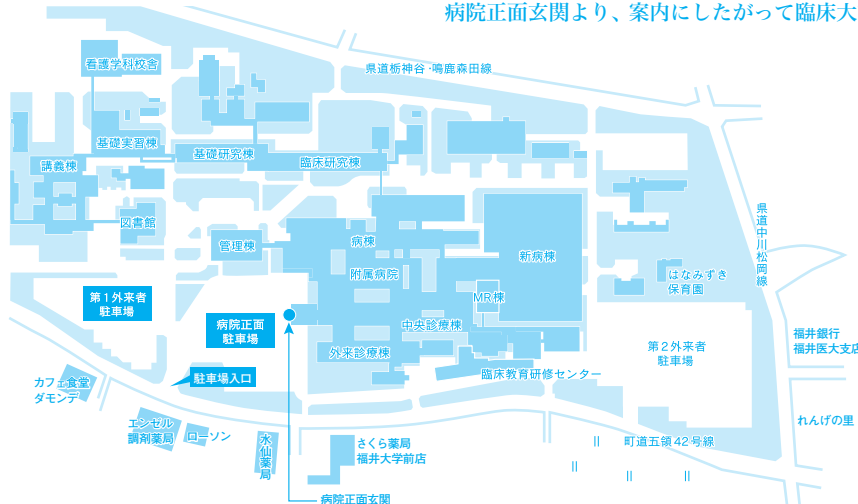 病院正面玄関より、案内にしたがって臨床大
県道栃神谷・鳴鹿森田線
看護学科校舎
基礎実習棟
基礎研究棟
臨床研究棟
講義棟
図書館
管理棟
病棟
新病棟
県道中川松岡線
附属病院
はなみずき
保育園
MR棟
第1外来者
駐車場
病院正面
駐車場
中央診療棟
外来診療棟
第2外来者
駐車場
福井銀行
福井医大支店
駐車場入口
臨床教育研修センター
カフェ食堂
ダモンデ
エンゼル
調剤薬局
ローソン
水仙薬局
さくら薬局
福井大学前店
町道五領42号線
れんげの里
病院正面玄関